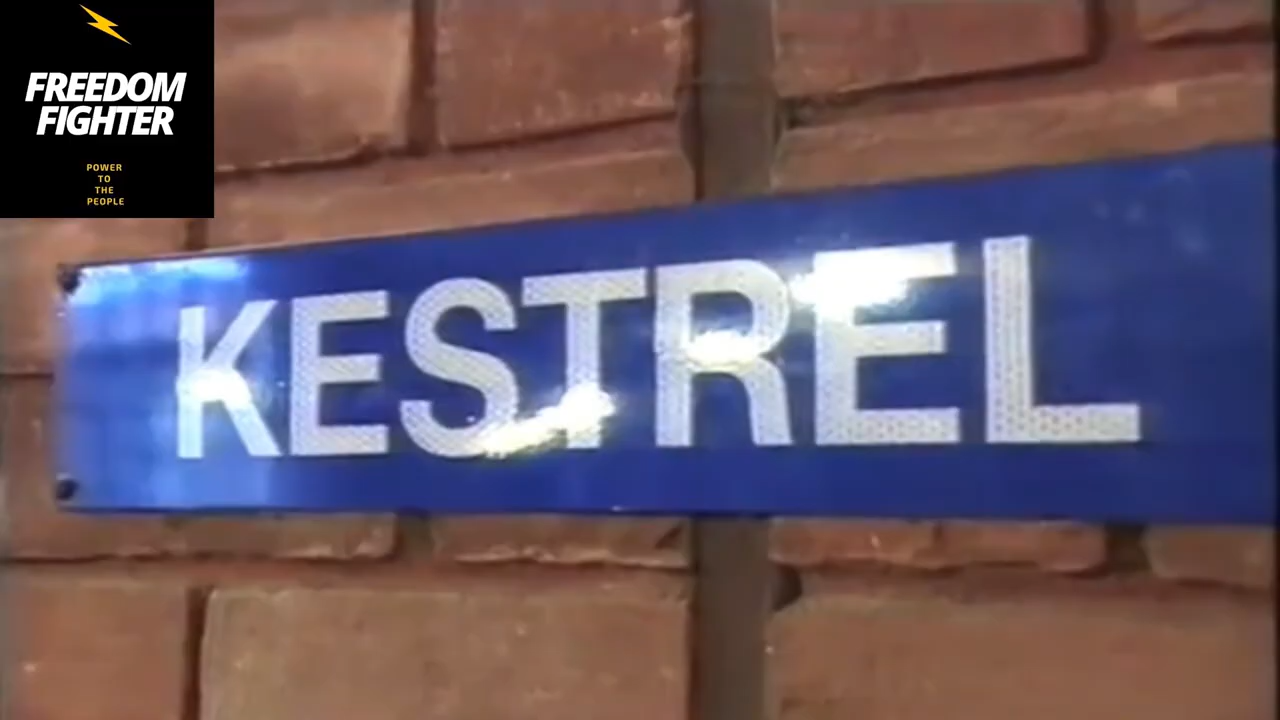 FREEDOM
FIGHTER
POWER
TO
THE
PEOPLE
KESTREL